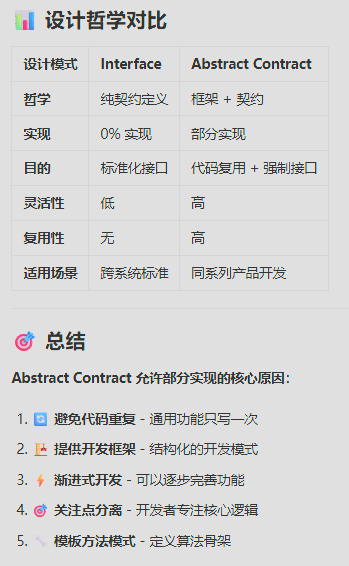 📊 设计哲学对比
设计模式 Interface Abstract Contract
哲学 纯契约定义 框架 + 契约
实现 0% 实现 部分实现
目的 标准化接口 代码复用 + 强制接口
灵活性 低 高
复用性 无 高
适用场景 跨系统标准 同系列产品开发
🎯 总结
Abstract Contract 允许部分实现的核心原因：
1. 🔄 避免代码重复 - 通用功能只写一次
2. 🏗️ 提供开发框架 - 结构化的开发模式
3. ⚡ 渐进式开发 - 可以逐步完善功能
4. 🎯 关注点分离 - 开发者专注核心逻辑
5. 🔧 模板方法模式 - 定义算法骨架